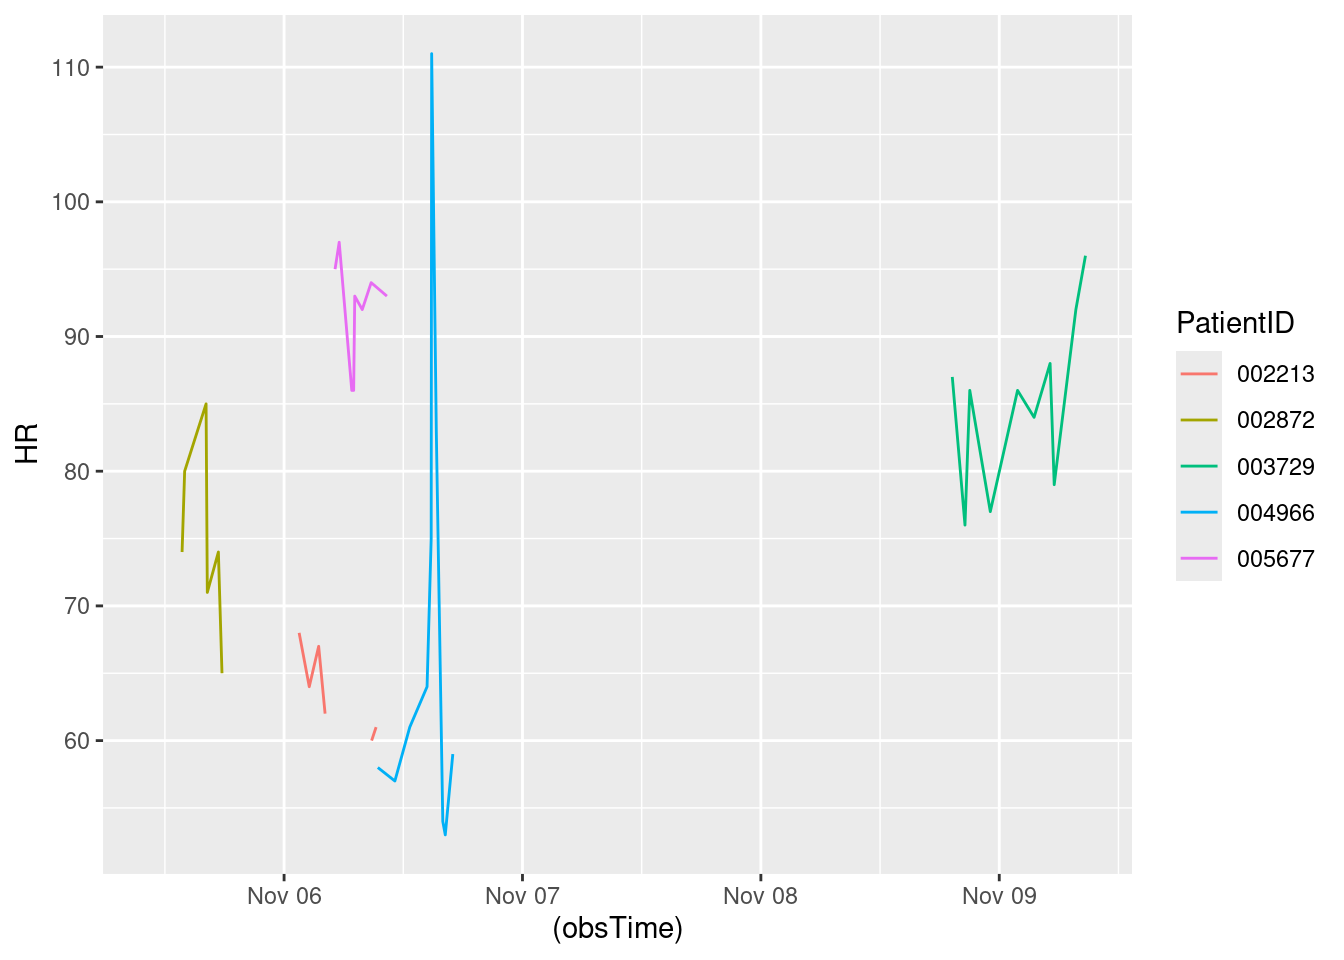 110
100
90
80
70
60
HR
Nov 06
Nov 07
Nov 08
Nov 09
(obsTime)
PatientID
002213
002872
003729
004966
005677